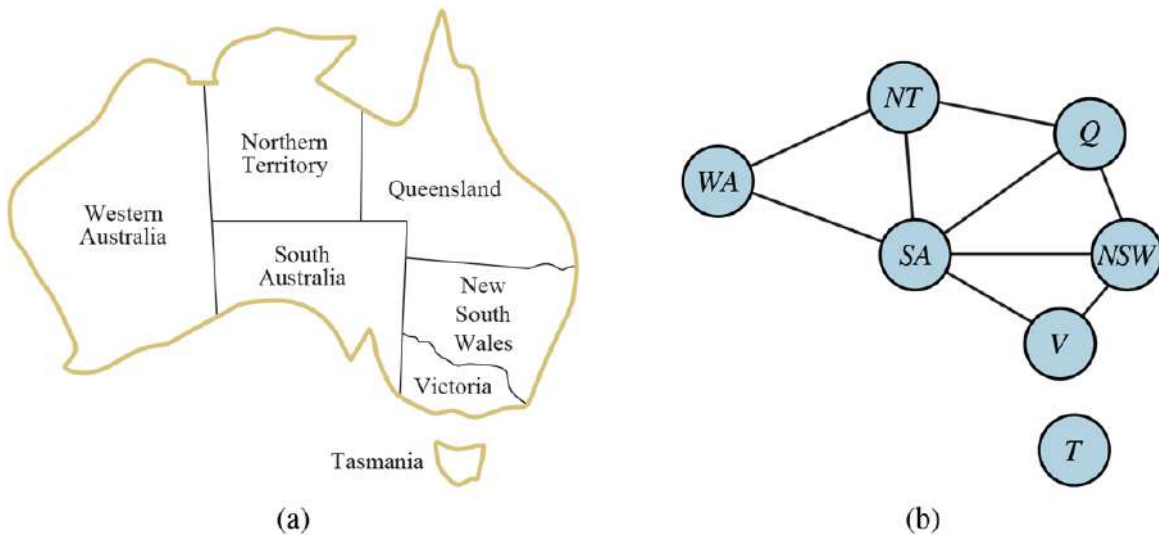 Northern
Territory
Western
Australia
Queensland
South
Australia
New
South
Wales
Victoria
Tasmania
(a)
NT
Q
WA
SA
NSW
V
T
(b)